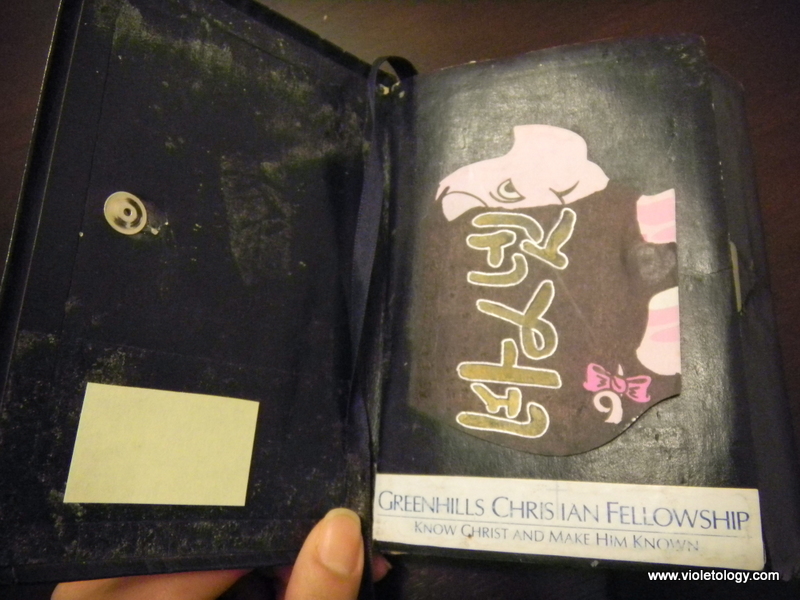 GREENHILLS CHRISTIAN FELLOWSHIP
KNOW CHRIST AND MAKE HIM KNOWN
www.violetology.com